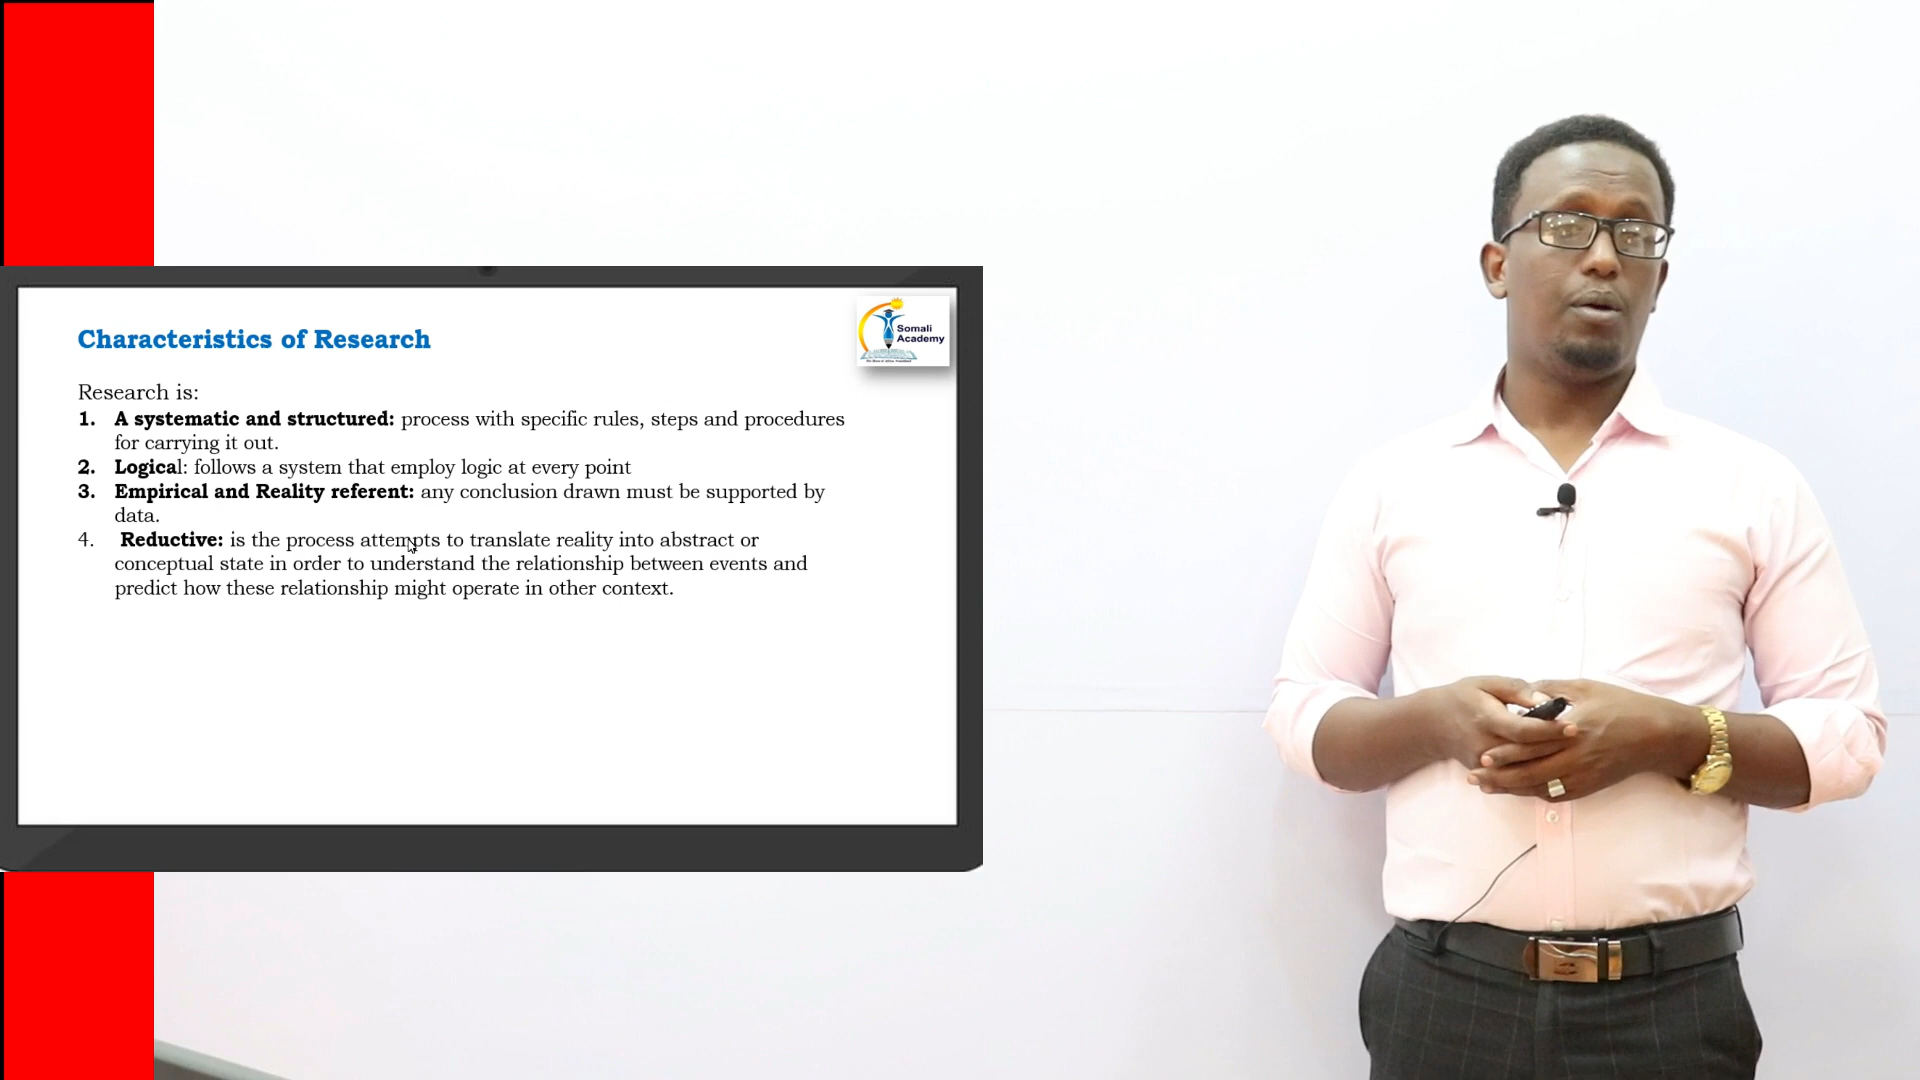 Somali
Academy
Characteristics of Research
Research is:
1. A systematic and structured: process with specific rules, steps and procedures
for carrying it out.
2. Logical: follows a system that employ logic at every point
3. Empirical and Reality referent: any conclusion drawn must be supported by
data.
4. Reductive: is the process attempts to translate reality into abstract or
conceptual state in order to understand the relationship between events and
predict how these relationship might operate in other context.